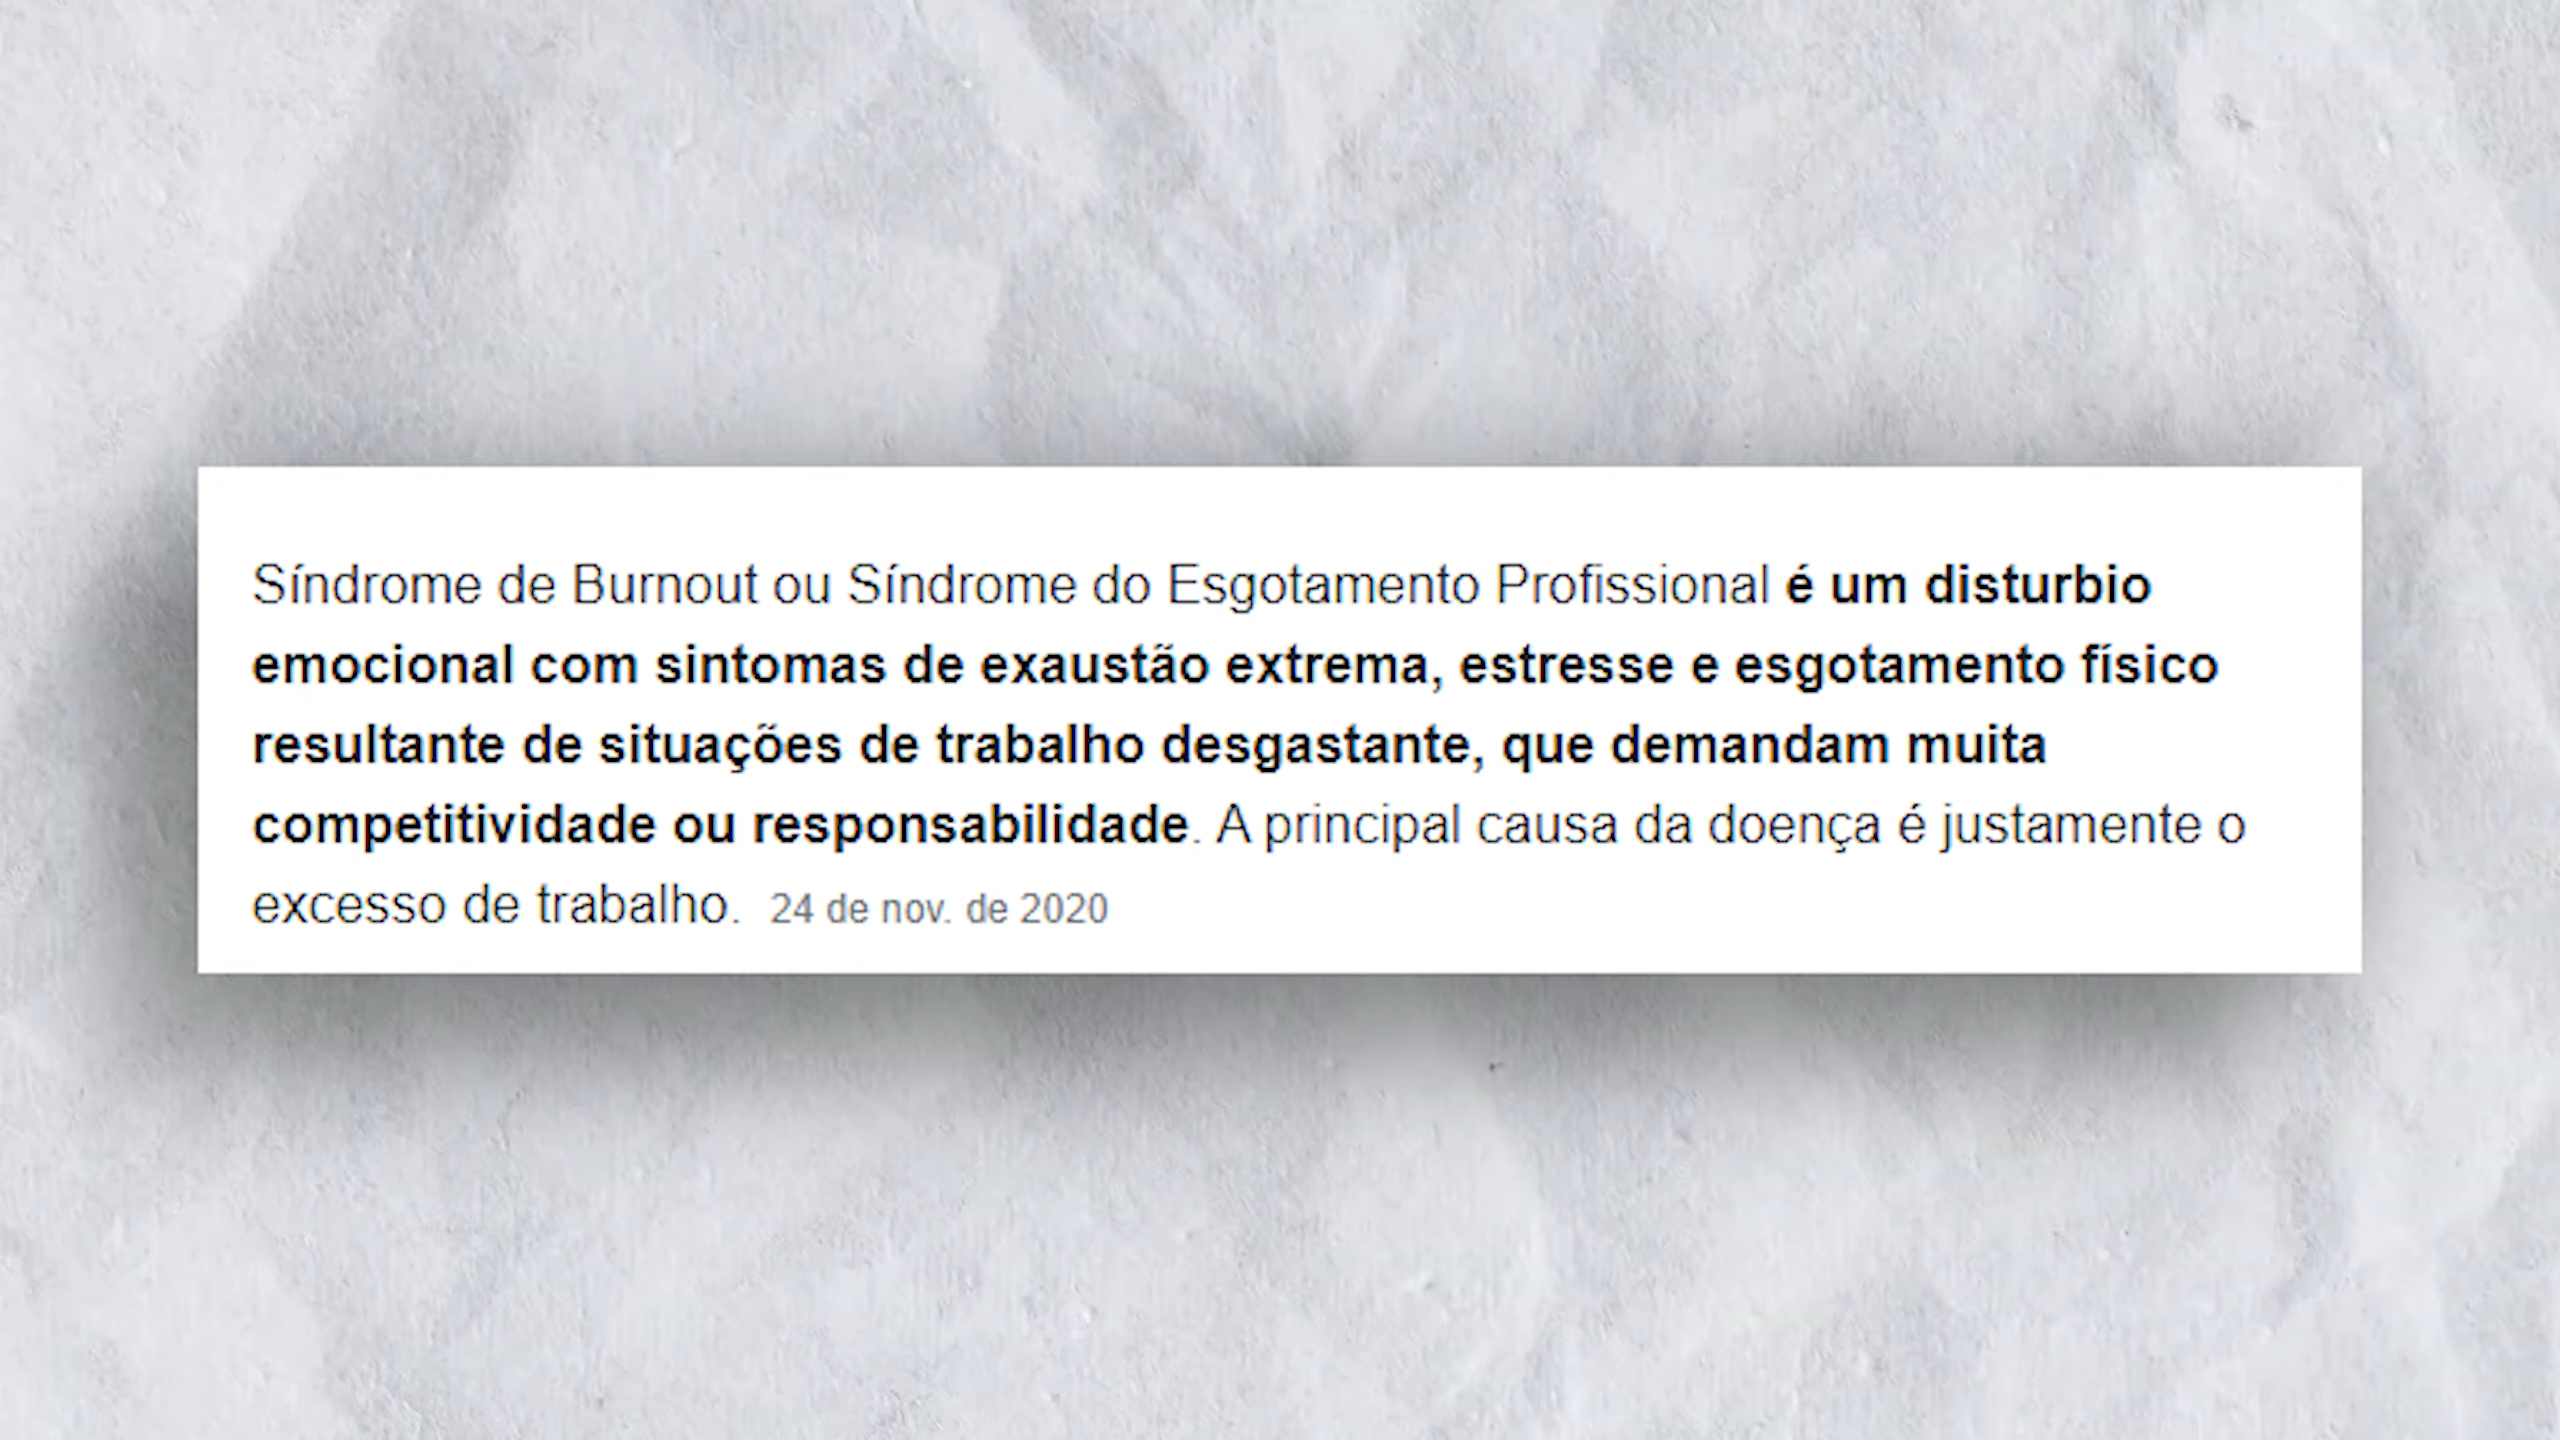 Síndrome de Burnout ou Síndrome do Esgotamento Profissional é um disturbio
emocional com sintomas de exaustão extrema, estresse e esgotamento físico
resultante de situações de trabalho desgastante, que demandam muita
competitividade ou responsabilidade. A principal causa da doença é justamente o
excesso de trabalho. 24 de nov. de 2020